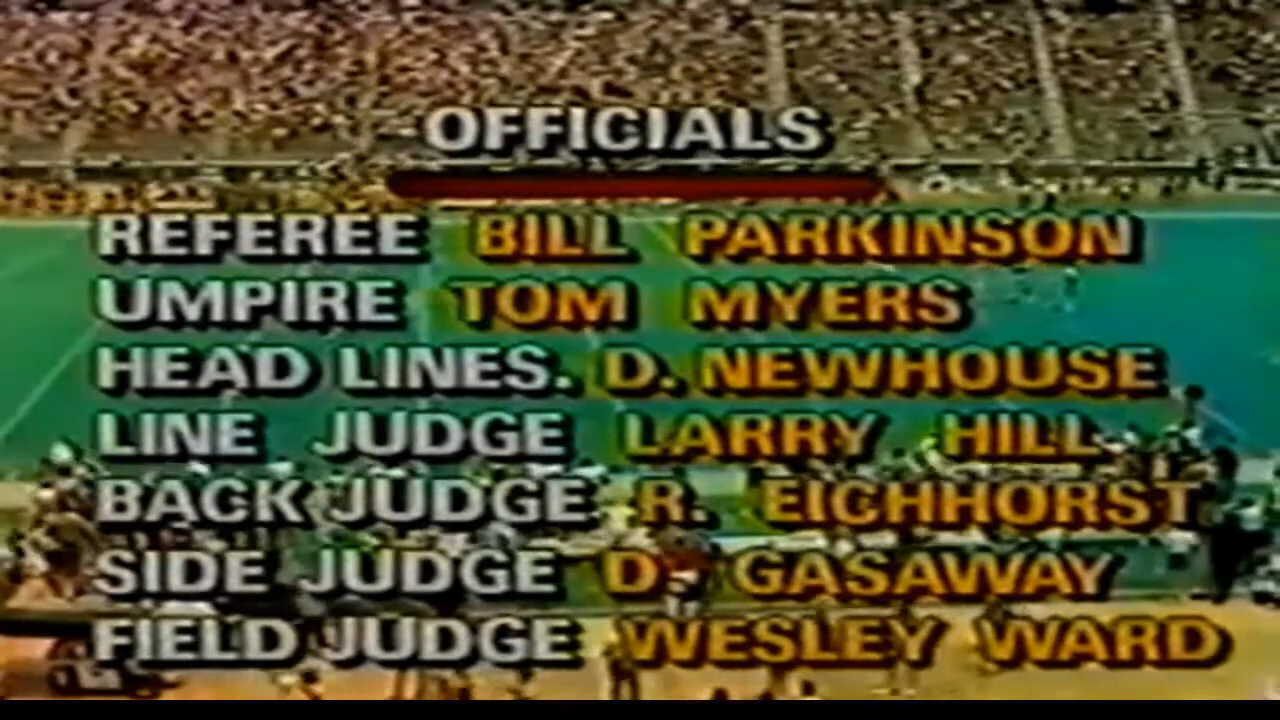 OFFICIALS
REFEREE BILL PARKINSON
UMPIRE TOM MYERS
HEAD LINES. D. NEWHOUSE
LINE JUDGE LARRY HILL
BACK JUDGE R. EICHHORST
SIDE JUDGE D. GASAWAY
FIELD JUDGE WESLEY WARD